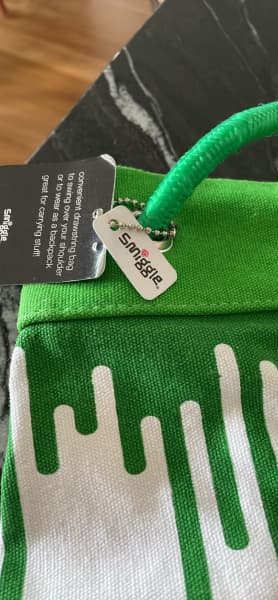 convenient drawstring bag
to swing over your shoulder
or to wear as a backpack
great for carrying stuff!
smiggle
smiggle